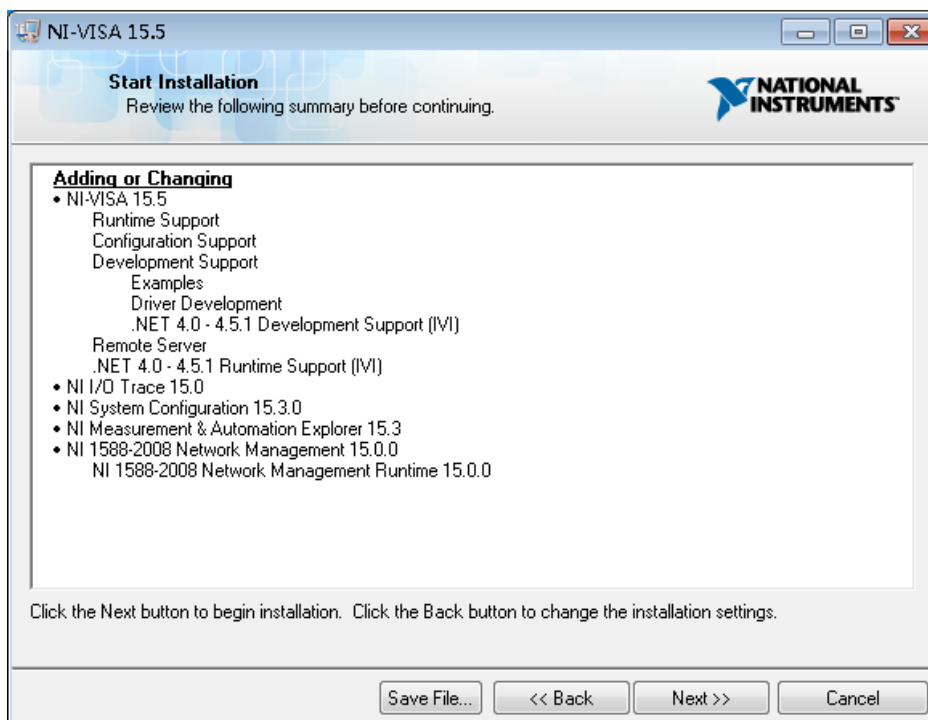 NI-VISA 15.5
Start Installation
Review the following summary before continuing.
NATIONAL
INSTRUMENTS™
Adding or Changing
• NI-VISA 15.5
Runtime Support
Configuration Support
Development Support
Examples
Driver Development
.NET 4.0 - 4.5.1 Development Support (IVI)
Remote Server
.NET 4.0 - 4.5.1 Runtime Support (IVI)
• NI I/O Trace 15.0
• NI System Configuration 15.3.0
• NI Measurement & Automation Explorer 15.3
• NI 1588-2008 Network Management 15.0.0
NI 1588-2008 Network Management Runtime 15.0.0
Click the Next button to begin installation. Click the Back button to change the installation settings.
Save File... << Back Next >> Cancel